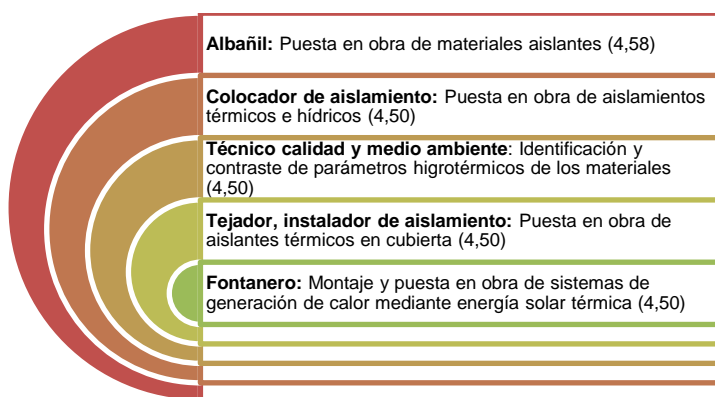 Albañil: Puesta en obra de materiales aislantes (4,58)
Colocador de aislamiento: Puesta en obra de aislamientos
térmicos e hídricos (4,50)
Técnico calidad y medio ambiente: Identificación y
contraste de parámetros higrotérmicos de los materiales
(4,50)
Tejador, instalador de aislamiento: Puesta en obra de
aislantes térmicos en cubierta (4,50)
Fontanero: Montaje y puesta en obra de sistemas de
generación de calor mediante energía solar térmica (4,50)